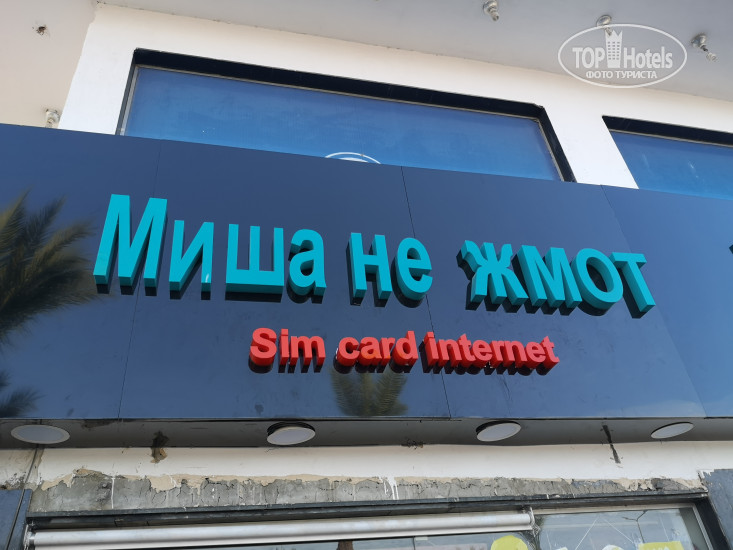 TOP Hotels
ФОТО ТУРИСТА
Миша не жмот
Sim card internet